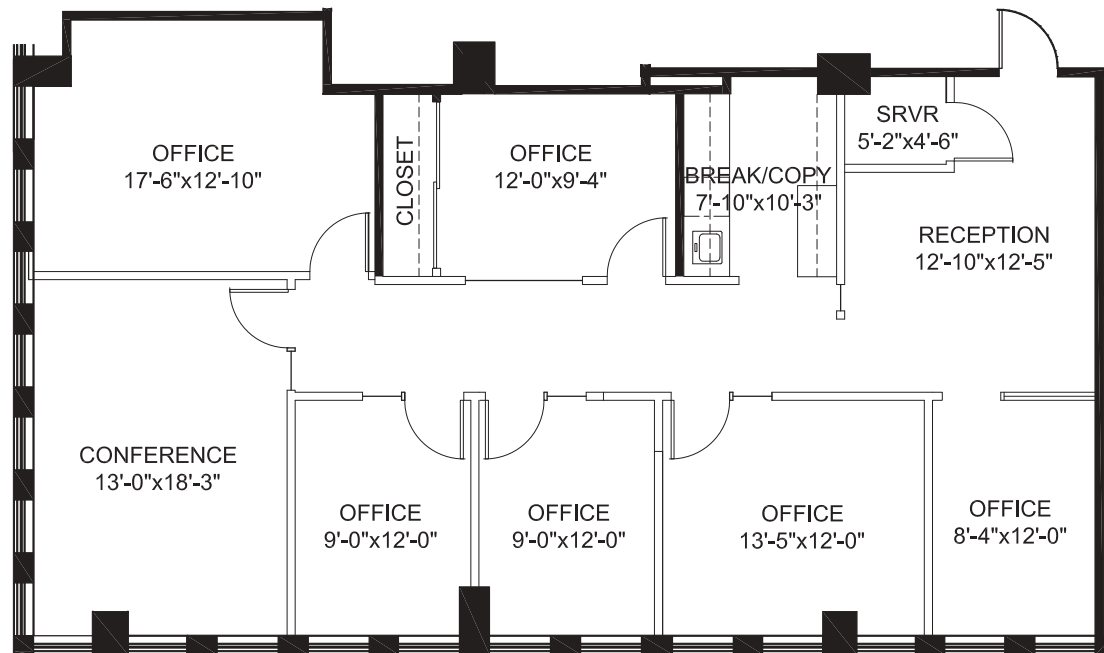 OFFICE
17'-6"x12'-10"
CLOSET
OFFICE
12'-0"x9'-4"
BREAK/COPY
7'-10"x10'-3"
SRVR
5'-2"x4'-6"
RECEPTION
12'-10"x12'-5"
CONFERENCE
13'-0"x18'-3"
OFFICE
9'-0"x12'-0"
OFFICE
9'-0"x12'-0"
OFFICE
13'-5"x12'-0"
OFFICE
8'-4"x12'-0"